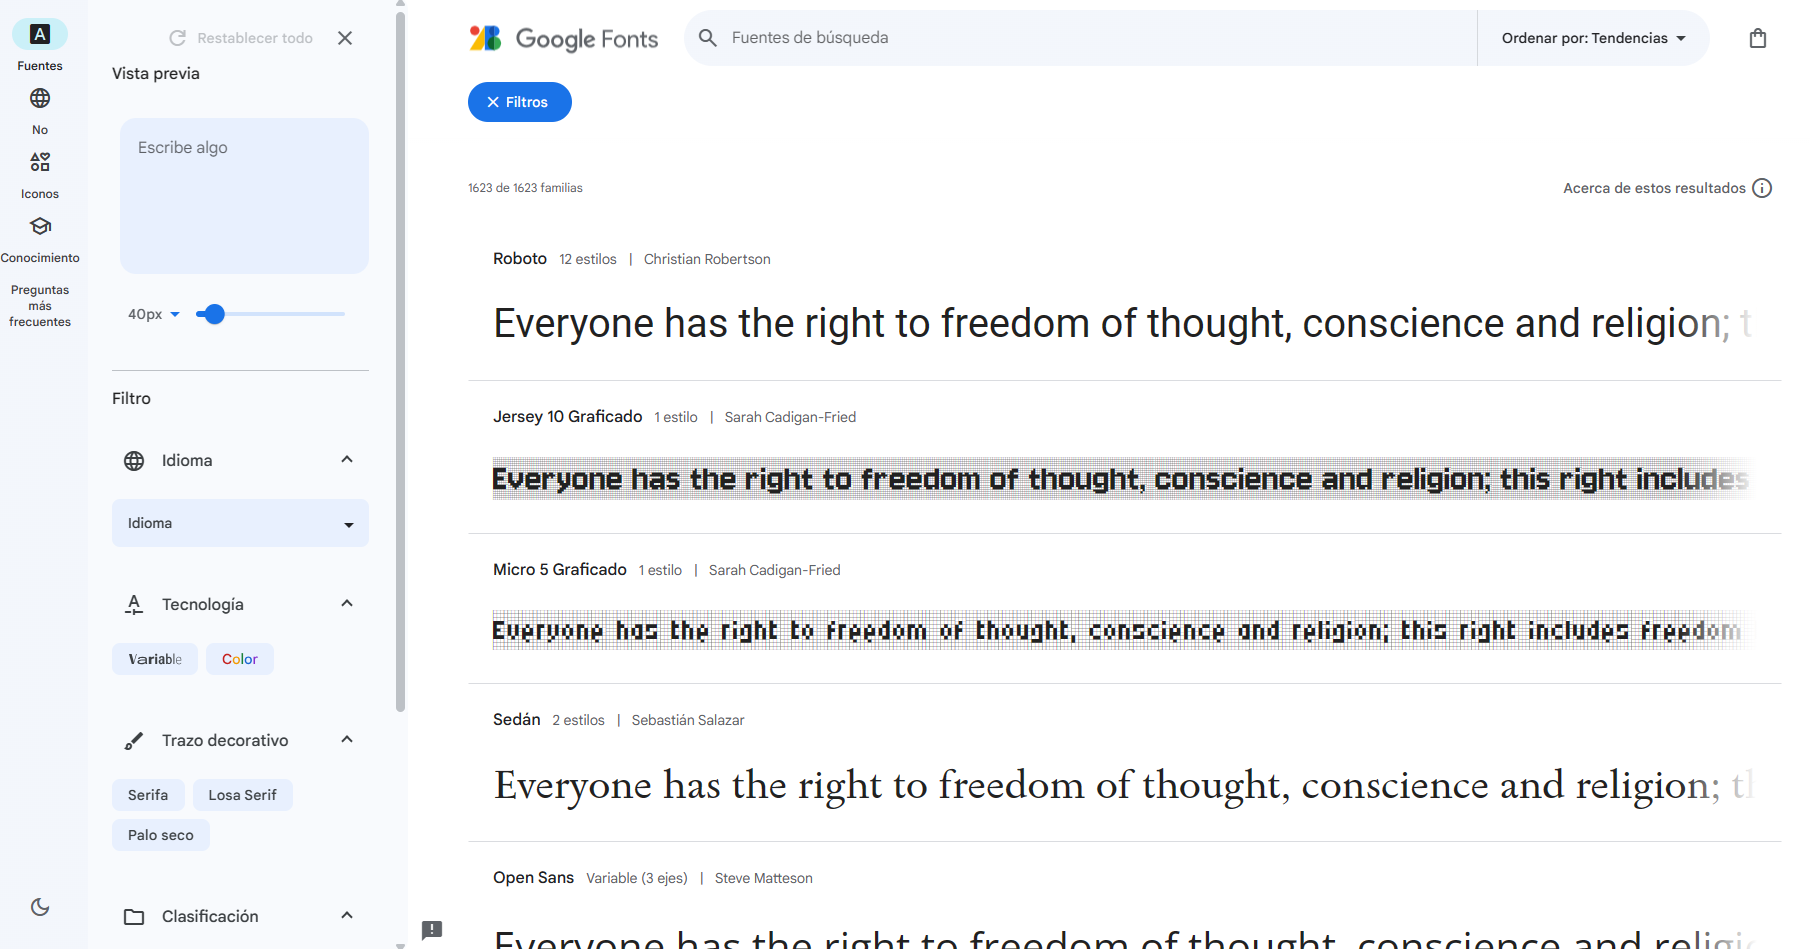 A
Fuentes
No
Iconos
Conocimiento
Preguntas
más
frecuentes
Restablecer todo
Vista previa
Escribe algo
40px
Filtro
Idioma
Idioma
Tecnología
Variable Color
Trazo decorativo
Serifa Losa Serif
Palo seco
Clasificación
Google Fonts
Fuentes de búsqueda
Ordenar por: Tendencias
Filtros
1623 de 1623 familias
Acerca de estos resultados
Roboto 12 estilos | Christian Robertson
Everyone has the right to freedom of thought, conscience and religion; t
Jersey 10 Graficado 1 estilo | Sarah Cadigan-Fried
Everyone has the right to freedom of thought, conscience and religion; this right includes
Micro 5 Graficado 1 estilo | Sarah Cadigan-Fried
Everyone has the right to freedom of thought, conscience and religion; this right includes freedom
Sedán 2 estilos | Sebastián Salazar
Everyone has the right to freedom of thought, conscience and religion; th
Open Sans Variable (3 ejes) | Steve Matteson
Everyone has the right to freedom of thought, conscience and religio